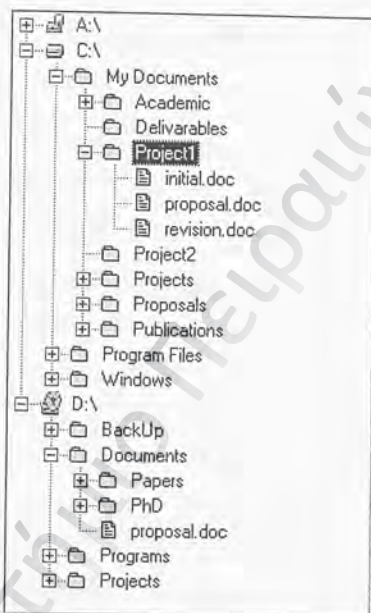 A:\
C:\
My Documents
Academic
Delivarables
Project1
initial.doc
proposal.doc
revision.doc
Project2
Projects
Proposals
Publications
Program Files
Windows
D:\
BackUp
Documents
Papers
PhD
proposal.doc
Programs
Projects